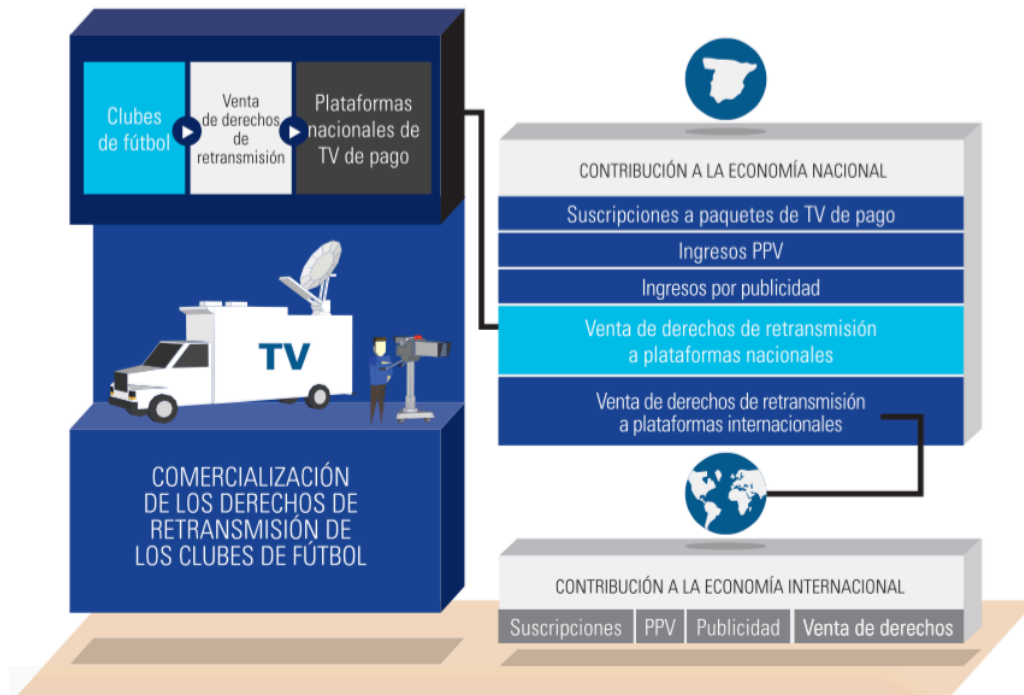 Clubes
de fútbol
Venta
de derechos
de
retransmisión
Plataformas
nacionales de
TV de pago
TV
COMERCIALIZACIÓN
DE LOS DERECHOS DE
RETRANSMISIÓN DE
LOS CLUBES DE FÚTBOL
CONTRIBUCIÓN A LA ECONOMÍA NACIONAL
Suscripciones a paquetes de TV de pago
Ingresos PPV
Ingresos por publicidad
Venta de derechos de retransmisión
a plataformas nacionales
Venta de derechos de retransmisión
a plataformas internacionales
CONTRIBUCIÓN A LA ECONOMÍA INTERNACIONAL
Suscripciones
PPV
Publicidad
Venta de derechos